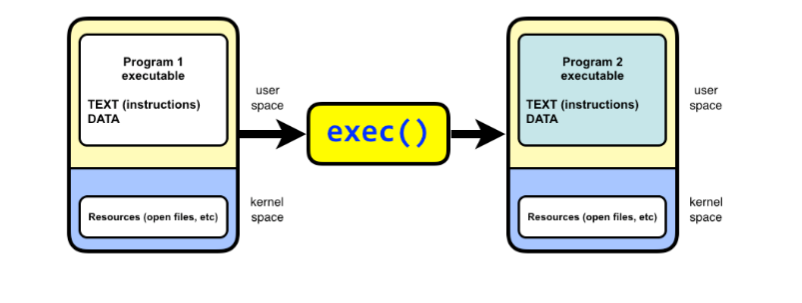 Program 1
executable
TEXT (instructions)
DATA
user
space
Resources (open files, etc)
kernel
space
exec()
Program 2
executable
TEXT (instructions)
DATA
user
space
Resources (open files, etc)
kernel
space